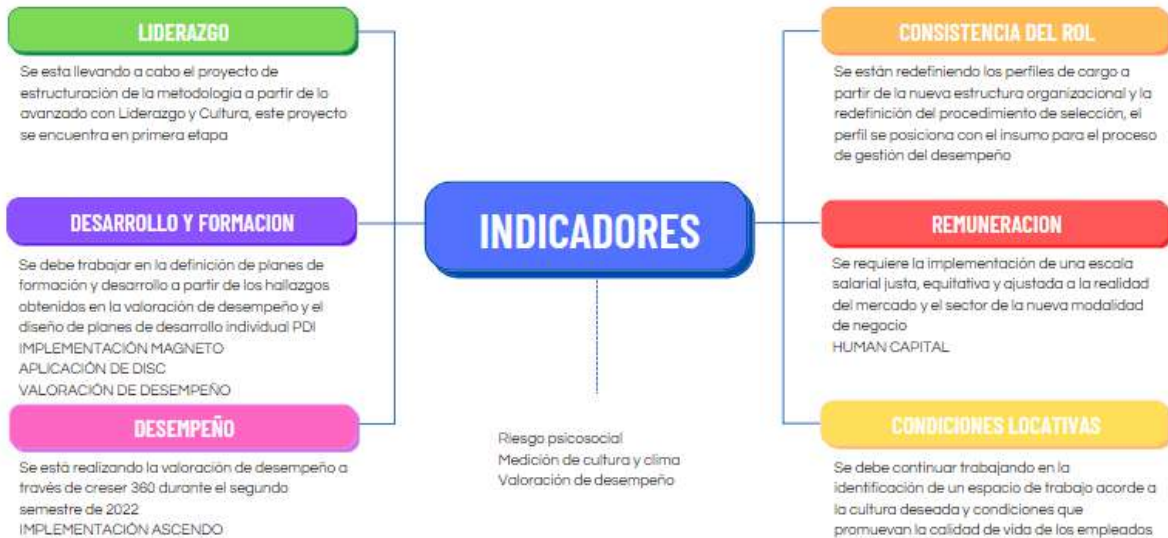 LIDERAZGO
Se esta llevando a cabo el proyecto de
estructuración de la metodología a partir de lo
avanzado con Liderazgo y Cultura, este proyecto
se encuentra en primera etapa
DESARROLLO Y FORMACION
Se debe trabajar en la definición de planes de
formación y desarrollo a partir de los hallazgos
obtenidos en la valoración de desempeño y el
diseño de planes de desarrollo individual PDI
IMPLEMENTACIÓN MAGNETO
APLICACIÓN DE DISC
VALORACIÓN DE DESEMPEÑO
DESEMPEÑO
Se está realizando la valoración de desempeño a
través de creser 360 durante el segundo
semestre de 2022
IMPLEMENTACIÓN ASCENDO
INDICADORES
Riesgo psicosocial
Medición de cultura y clima
Valoración de desempeño
CONSISTENCIA DEL ROL
Se están redefiniendo los perfiles de cargo a
partir de la nueva estructura organizacional y la
redefinición del procedimiento de selección, el
perfil se posiciona con el insumo para el proceso
de gestión del desempeño
REMUNERACION
Se requiere la implementación de una escala
salarial justa, equitativa y ajustada a la realidad
del mercado y el sector de la nueva modalidad
de negocio
HUMAN CAPITAL
CONDICIONES LOCATIVAS
Se debe continuar trabajando en la
identificación de un espacio de trabajo acorde a
la cultura deseada y condiciones que
promuevan la calidad de vida de los empleados